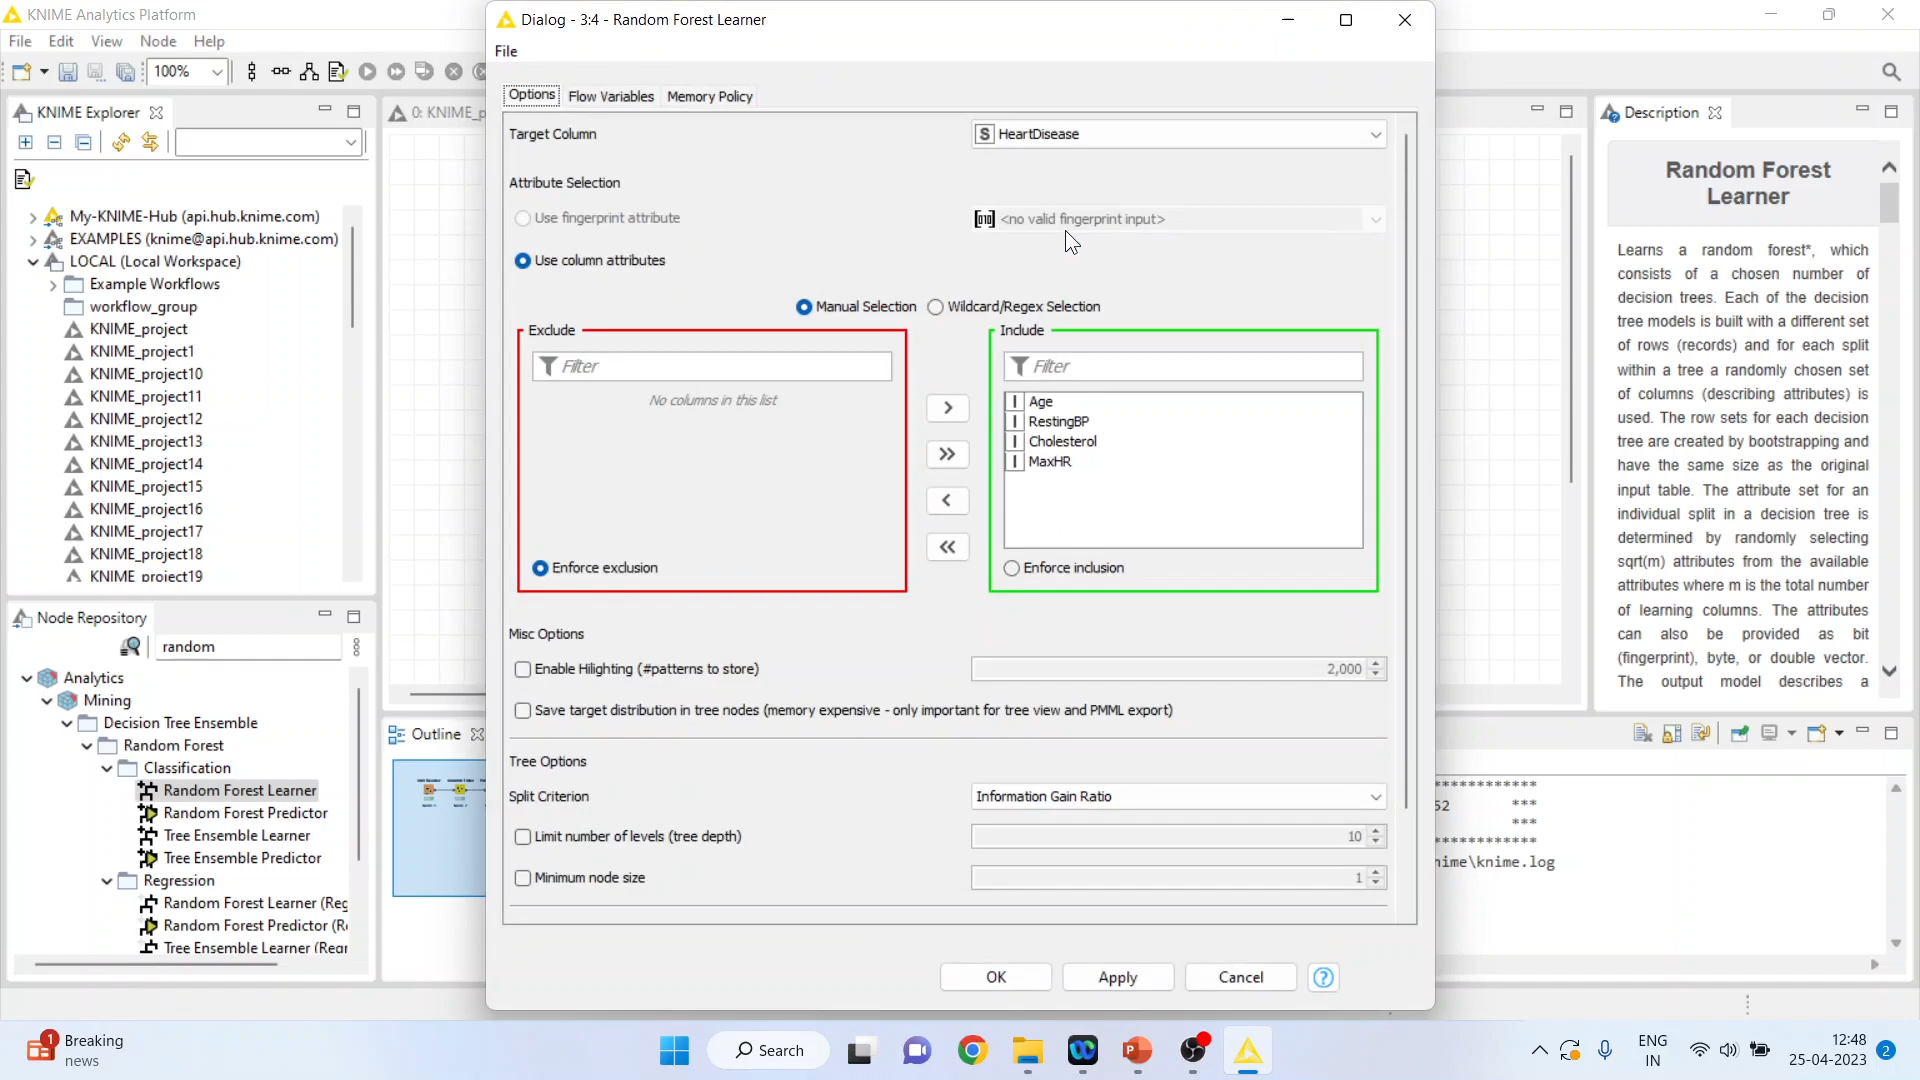 KNIME Analytics Platform
File Edit View Node Help
100%
KNIME Explorer
My-KNIME-Hub (api.hub.knime.com)
EXAMPLES (knime@api.hub.knime.com)
LOCAL (Local Workspace)
Example Workflows
workflow_group
KNIME_project
KNIME_project1
KNIME_project10
KNIME_project11
KNIME_project12
KNIME_project13
KNIME_project14
KNIME_project15
KNIME_project16
KNIME_project17
KNIME_project18
KNIME_project19
Node Repository
random
Analytics
Mining
Decision Tree Ensemble
Random Forest
Classification
Random Forest Learner
Random Forest Predictor
Tree Ensemble Learner
Tree Ensemble Predictor
Regression
Random Forest Learner (Reg
Random Forest Predictor (R
Tree Ensemble Learner (Regr
0: KNIME_p
Outline
Dialog - 3:4 - Random Forest Learner
File
Options Flow Variables Memory Policy
Target Column
S HeartDisease
Attribute Selection
Use fingerprint attribute
<no valid fingerprint input>
Use column attributes
Manual Selection Wildcard/Regex Selection
Exclude
Filter
No columns in this list
Enforce exclusion
Include
Filter
I Age
I RestingBP
I Cholesterol
I MaxHR
Enforce inclusion
Misc Options
Enable Hilighting (#patterns to store)
2,000
Save target distribution in tree nodes (memory expensive - only important for tree view and PMML export)
Tree Options
Split Criterion
Information Gain Ratio
Limit number of levels (tree depth)
10
Minimum node size
1
OK Apply Cancel ?
Description
Random Forest
Learner
Learns a random forest*, which
consists of a chosen number of
decision trees. Each of the decision
tree models is built with a different set
of rows (records) and for each split
within a tree a randomly chosen set
of columns (describing attributes) is
used. The row sets for each decision
tree are created by bootstrapping and
have the same size as the original
input table. The attribute set for an
individual split in a decision tree is
determined by randomly selecting
sqrt(m) attributes from the available
attributes where m is the total number
of learning columns. The attributes
can also be provided as bit
(fingerprint), byte, or double vector.
The output model describes a
************
52 ***
***
************
nime\knime.log
1
Breaking
news
Search
ENG
IN
12:48
25-04-2023
2